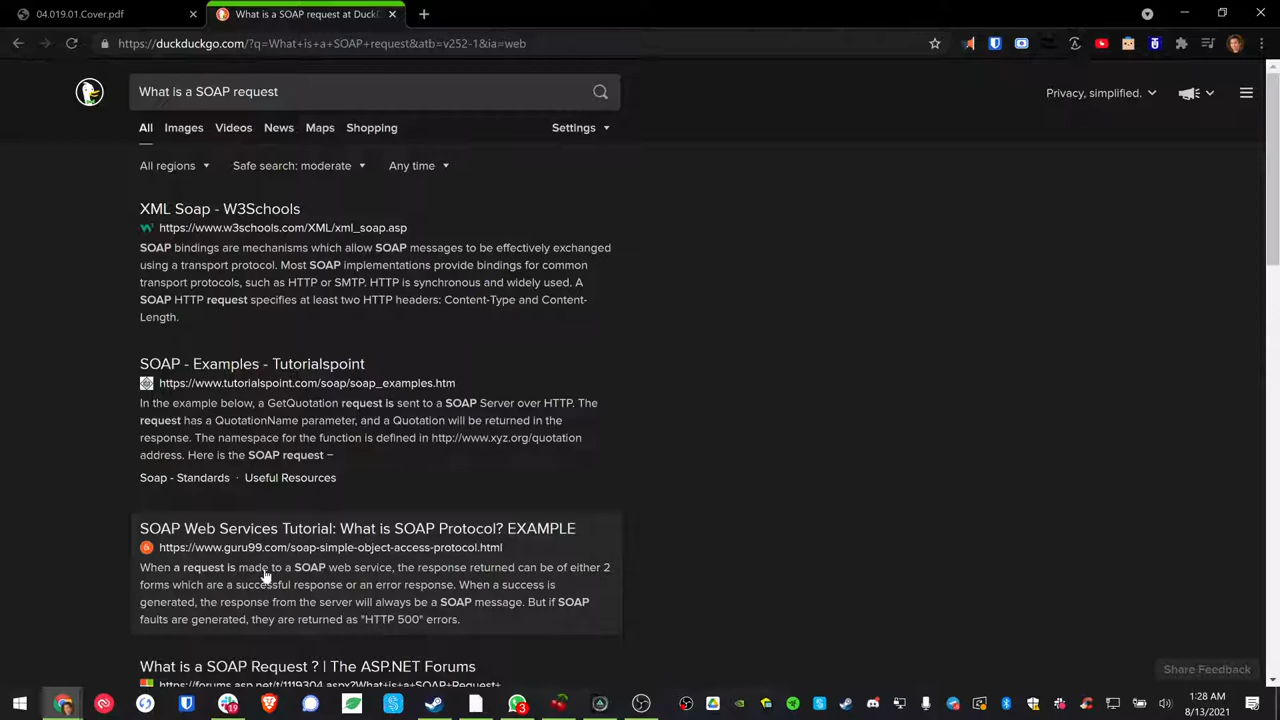 04.019.01.Cover.pdf
What is a SOAP request at DuckD
https://duckduckgo.com/?q=What+is+a+SOAP+request&atb=v252-1&ia=web
What is a SOAP request
Privacy, simplified.
All Images Videos News Maps Shopping Settings
All regions Safe search: moderate Any time
XML Soap - W3Schools
https://www.w3schools.com/XML/xml_soap.asp
SOAP bindings are mechanisms which allow SOAP messages to be effectively exchanged
using a transport protocol. Most SOAP implementations provide bindings for common
transport protocols, such as HTTP or SMTP. HTTP is synchronous and widely used. A
SOAP HTTP request specifies at least two HTTP headers: Content-Type and Content-
Length.
SOAP - Examples - Tutorialspoint
https://www.tutorialspoint.com/soap/soap_examples.htm
In the example below, a GetQuotation request is sent to a SOAP Server over HTTP. The
request has a QuotationName parameter, and a Quotation will be returned in the
response. The namespace for the function is defined in http://www.xyz.org/quotation
address. Here is the SOAP request −
Soap - Standards · Useful Resources
SOAP Web Services Tutorial: What is SOAP Protocol? EXAMPLE
https://www.guru99.com/soap-simple-object-access-protocol.html
When a request is made to a SOAP web service, the response returned can be of either 2
forms which are a successful response or an error response. When a success is
generated, the response from the server will always be a SOAP message. But if SOAP
faults are generated, they are returned as "HTTP 500" errors.
What is a SOAP Request ? | The ASP.NET Forums
https://forums.asp.net/t/1119304.aspx?What+is+a+SOAP+Request+
Share Feedback
19
3
1:28 AM
8/13/2021